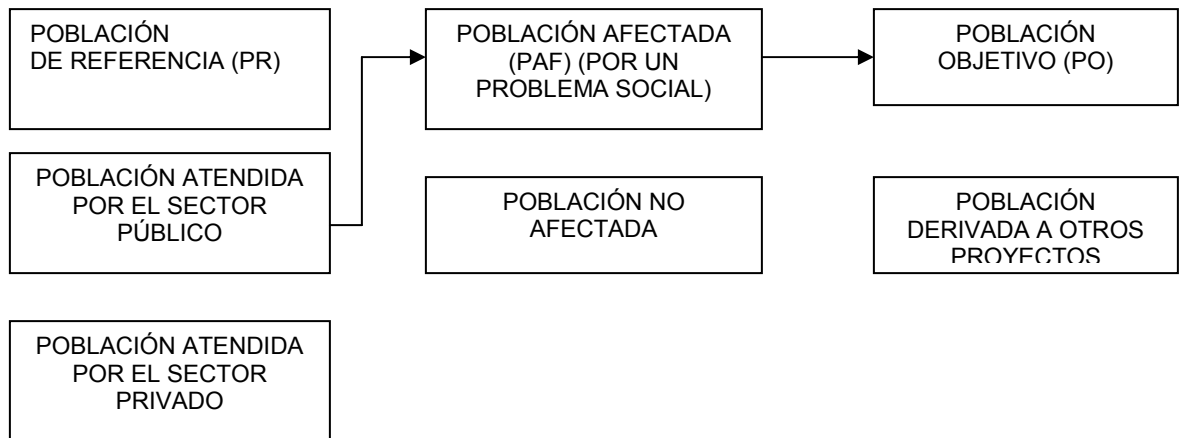 POBLACIÓN
DE REFERENCIA (PR)
POBLACIÓN AFECTADA
(PAF) (POR UN
PROBLEMA SOCIAL)
POBLACIÓN
OBJETIVO (PO)
POBLACIÓN ATENDIDA
POR EL SECTOR
PÚBLICO
POBLACIÓN NO
AFECTADA
POBLACIÓN
DERIVADA A OTROS
PROYECTOS
POBLACIÓN ATENDIDA
POR EL SECTOR
PRIVADO